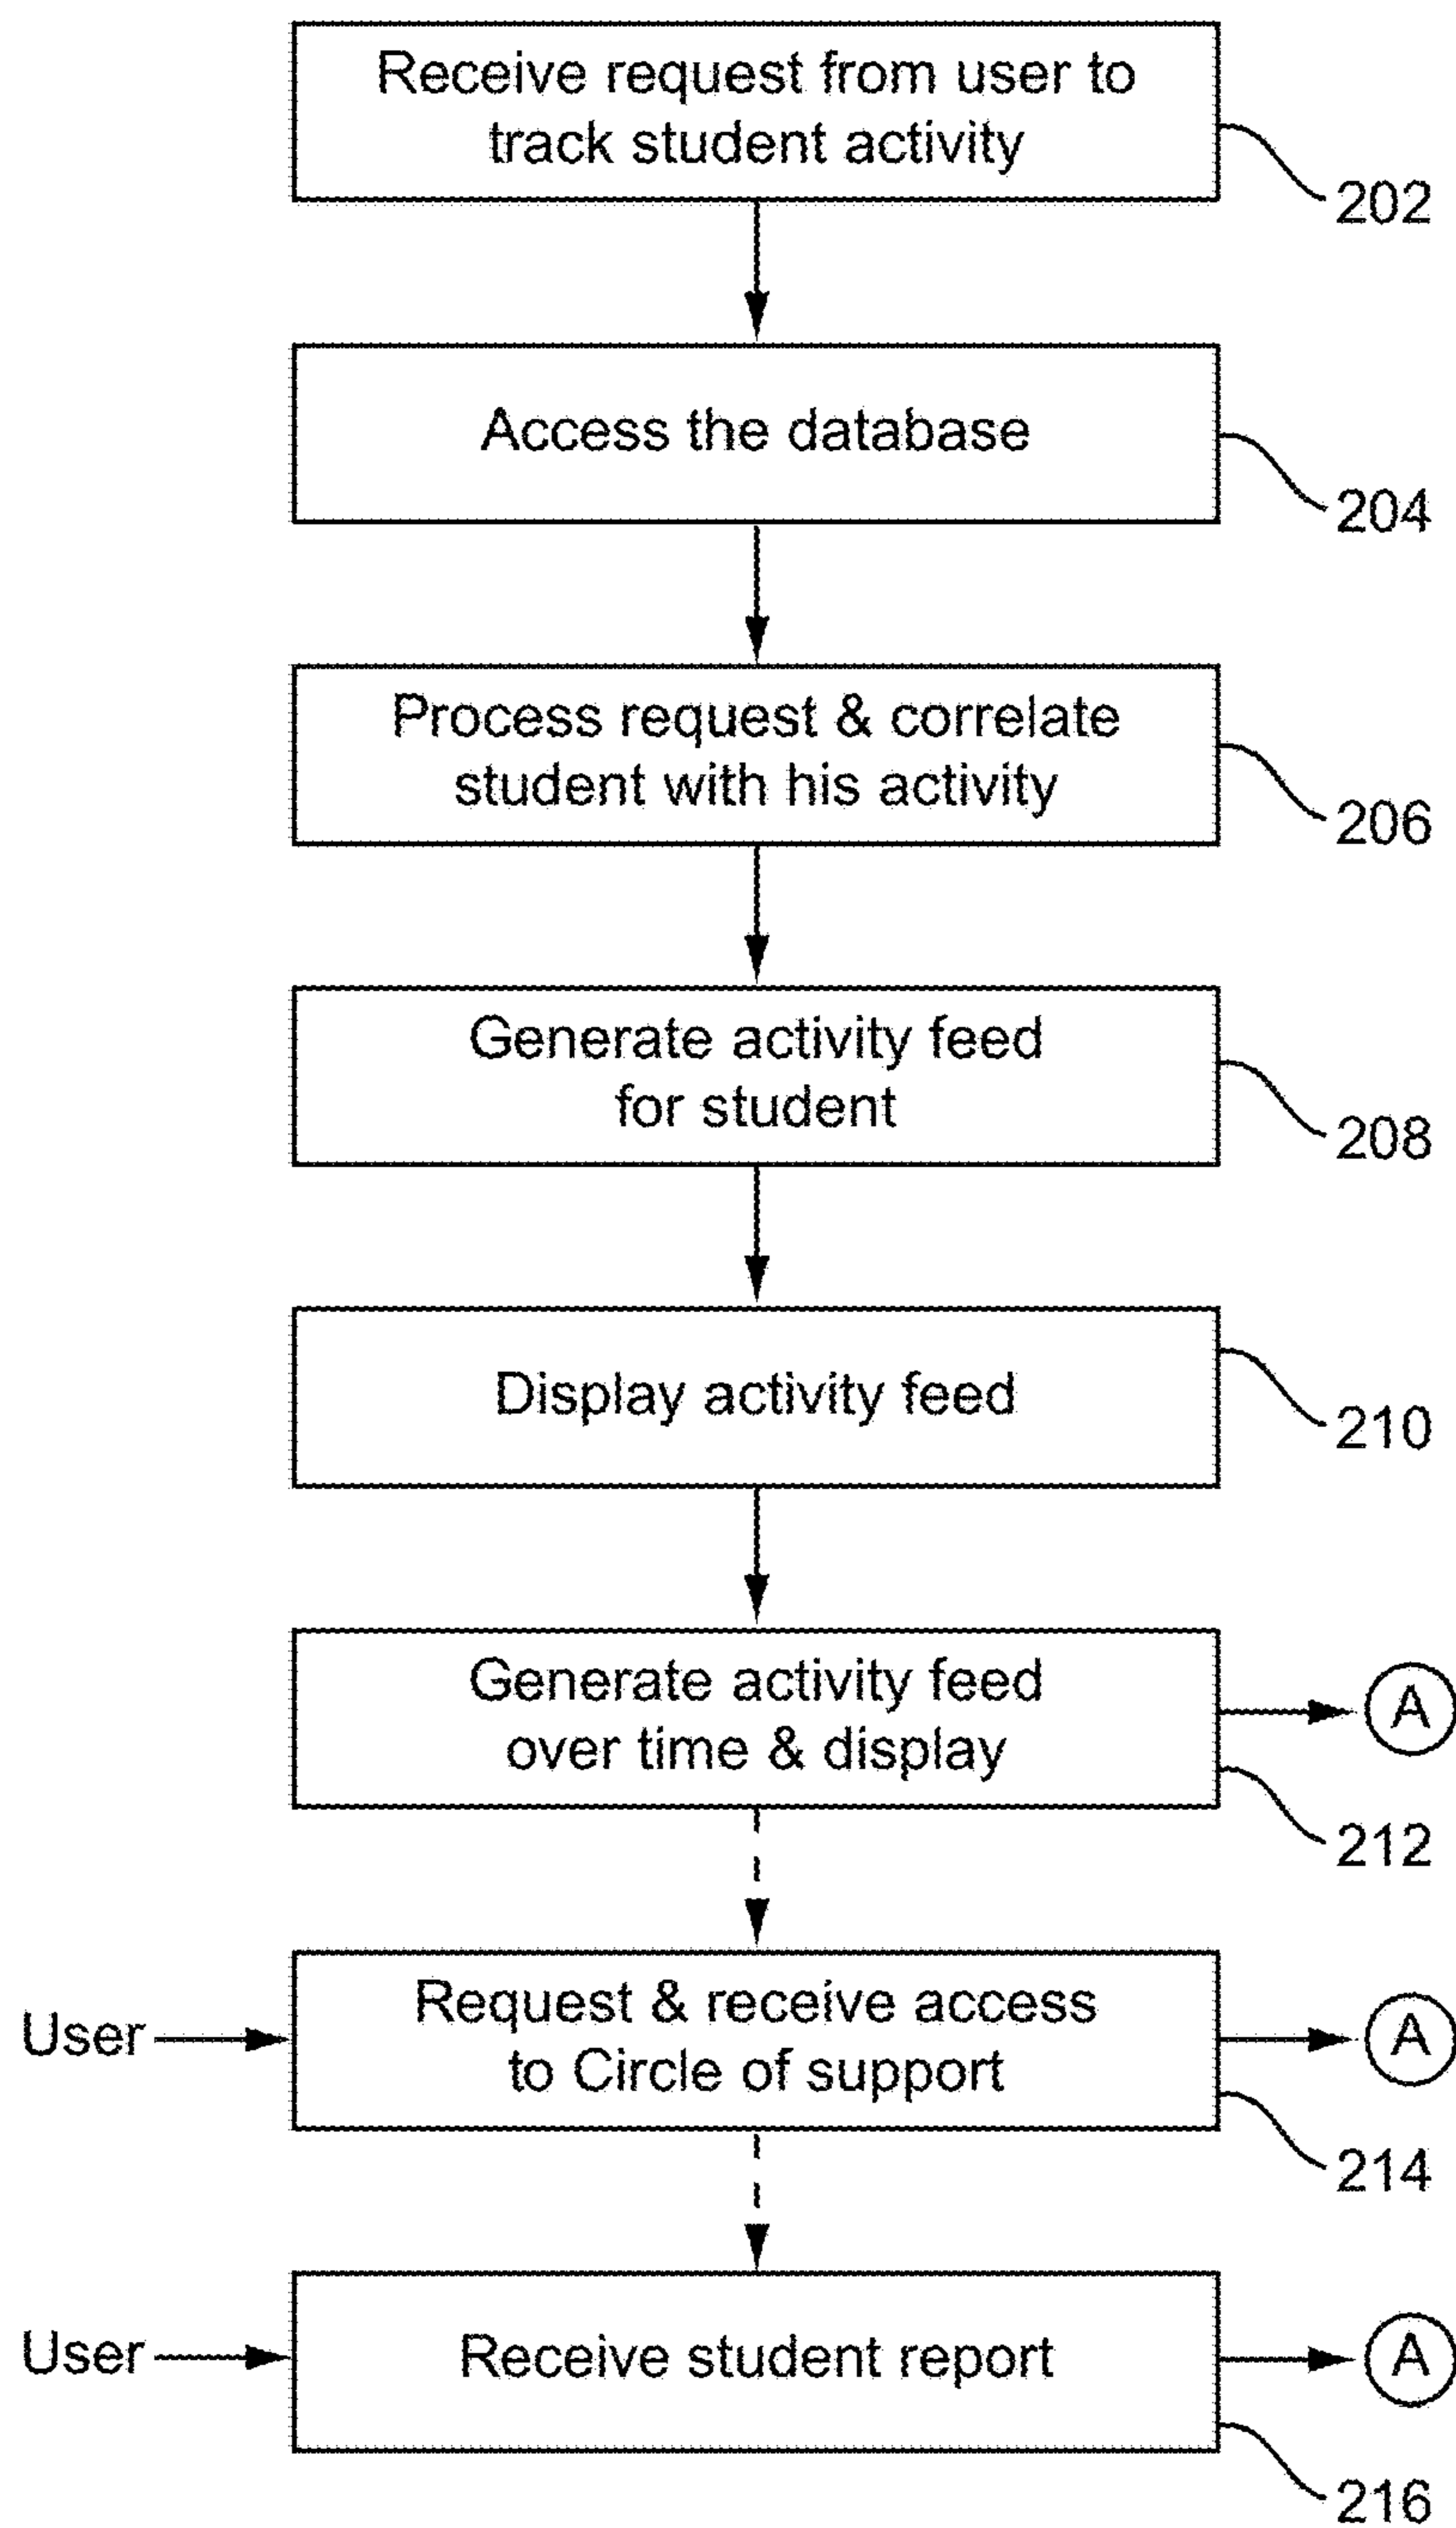 Receive request from user to
track student activity
202
Access the database
204
Process request & correlate
student with his activity
206
Generate activity feed
for student
208
Display activity feed
210
Generate activity feed
over time & display
A
212
User
Request & receive access
to Circle of support
A
214
User
Receive student report
A
216